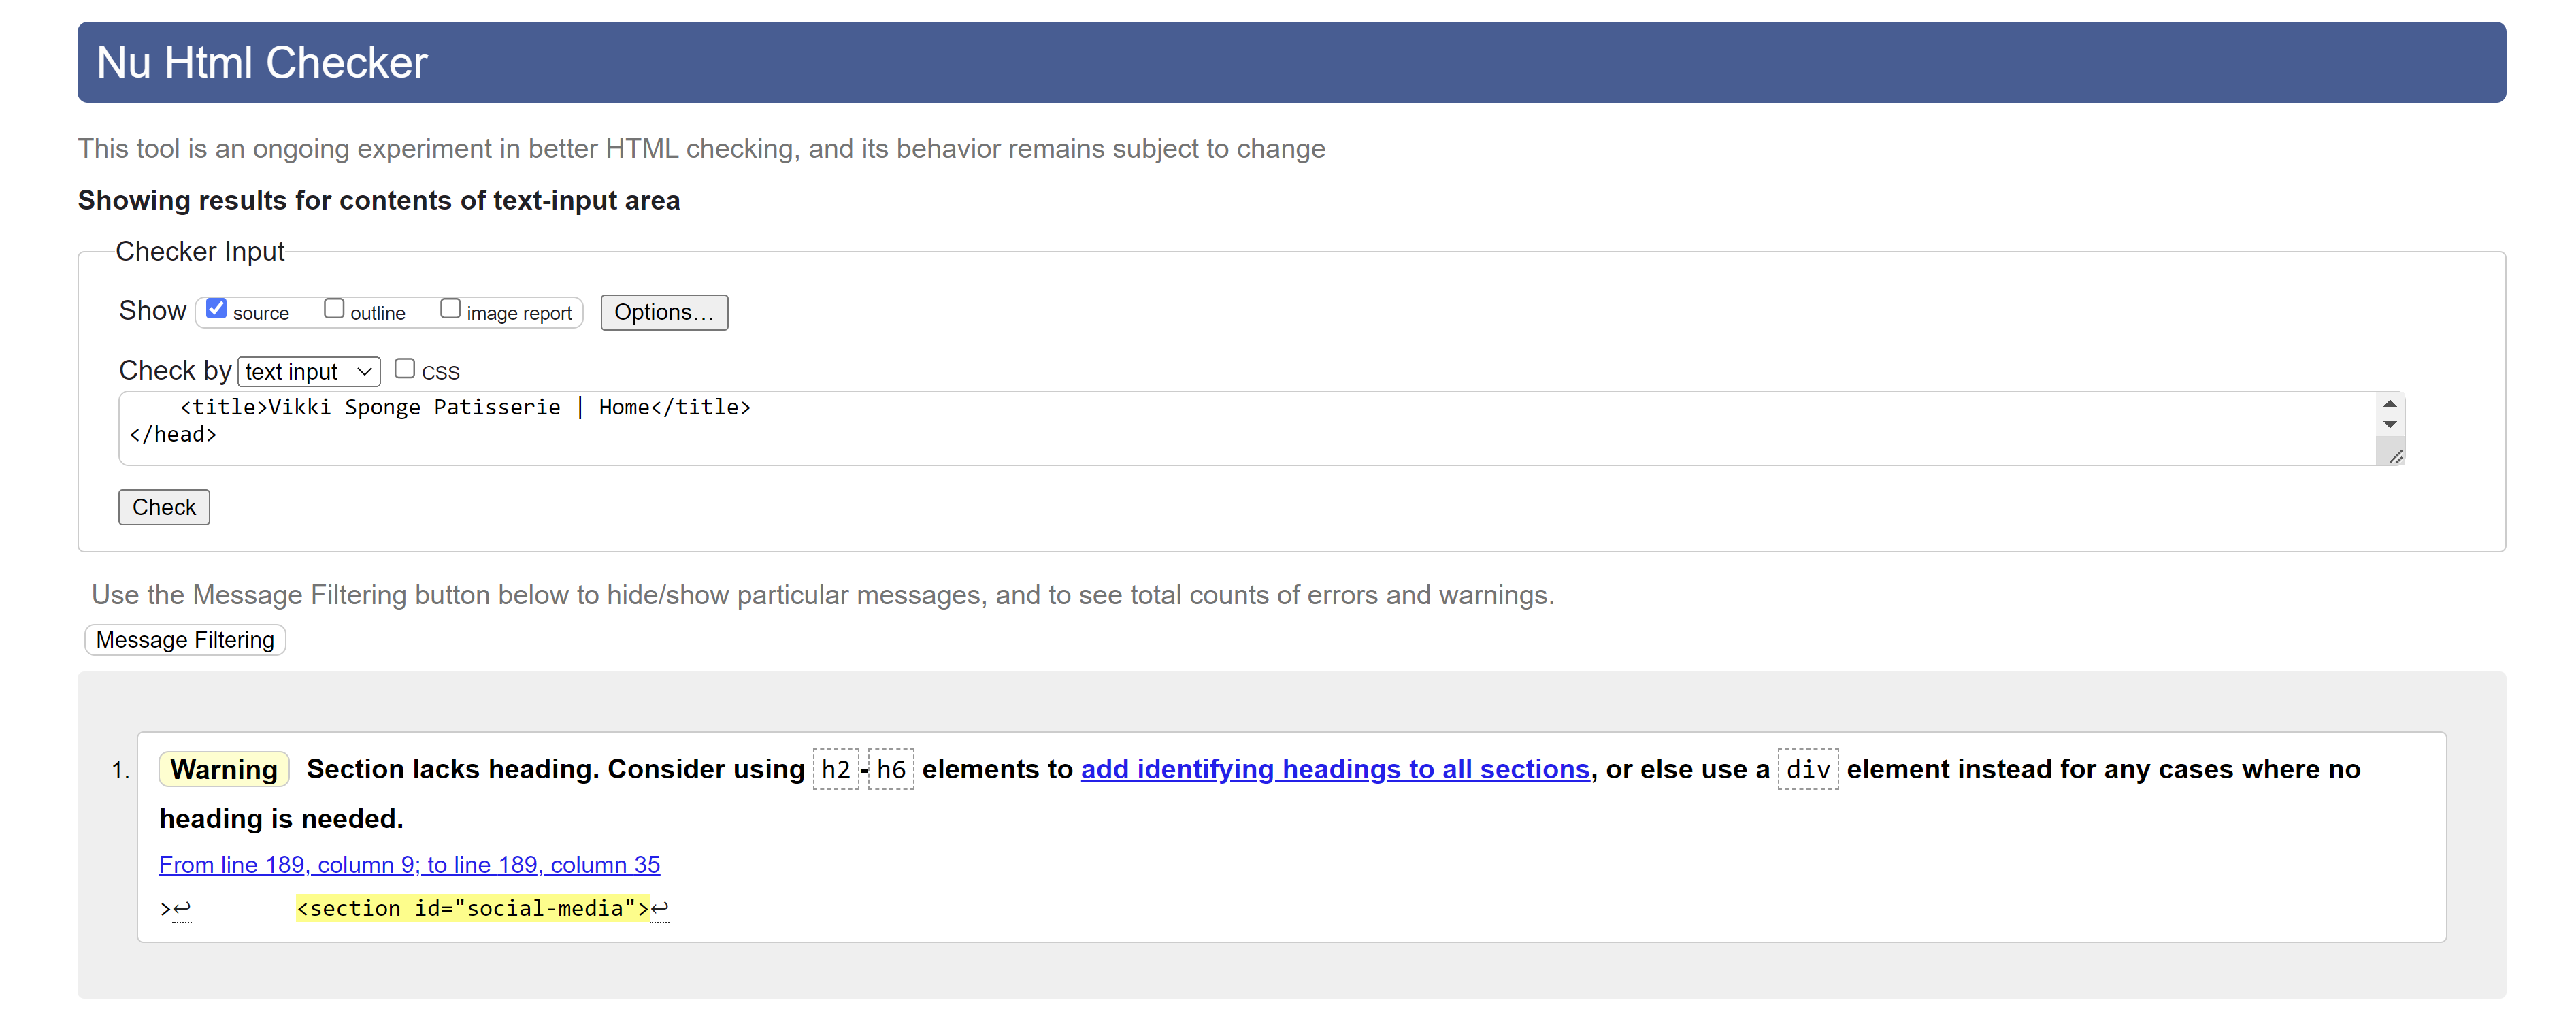 Nu Html Checker
This tool is an ongoing experiment in better HTML checking, and its behavior remains subject to change
Showing results for contents of text-input area
Checker Input
Show source outline image report Options...
Check by text input CSS
<title>Vikki Sponge Patisserie | Home</title>
</head>
Check
Use the Message Filtering button below to hide/show particular messages, and to see total counts of errors and warnings.
Message Filtering
1. Warning Section lacks heading. Consider using h2-h6 elements to add identifying headings to all sections, or else use a div element instead for any cases where no
heading is needed.
From line 189, column 9; to line 189, column 35
>↩ <section id="social-media">↩